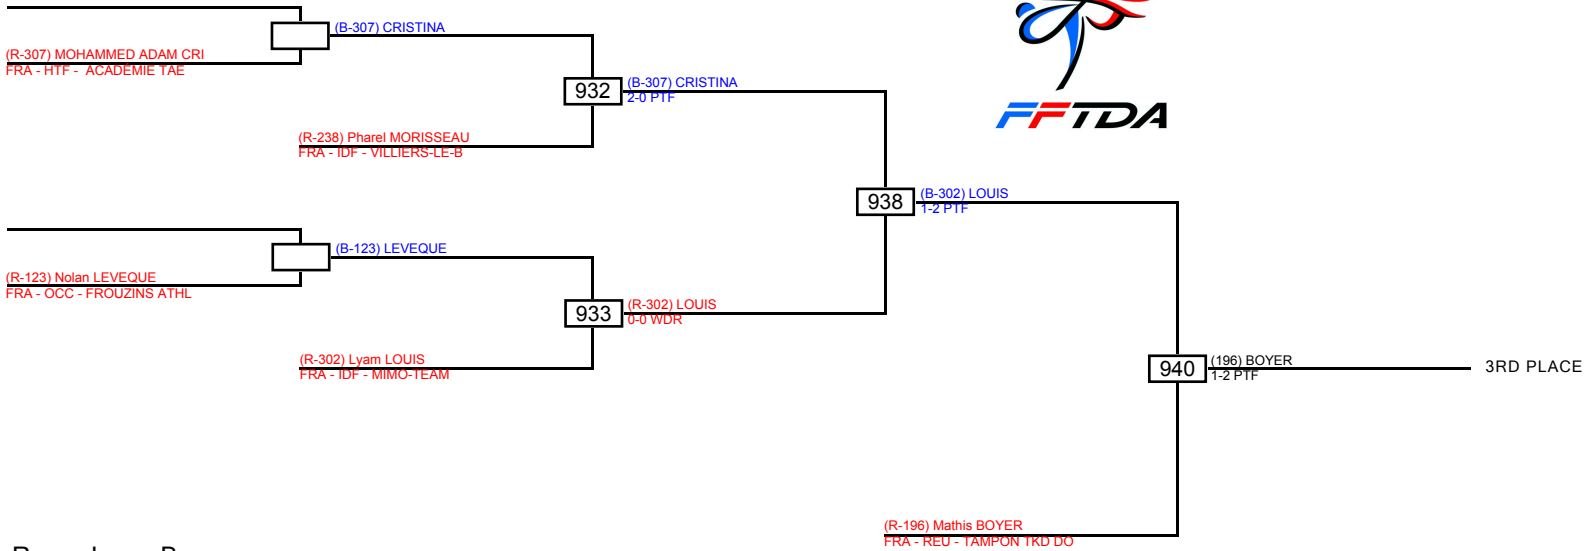 (B-307) CRISTINA
(R-307) MOHAMMED ADAM CRI
FRA - HTF - ACADEMIE TAE
932
(B-307) CRISTINA
2-0 PTF
FFTDA
(R-238) Pharel MORISSEAU
FRA - IDF - VILLIERS-LE-B
938
(B-302) LOUIS
1-2 PTF
(B-123) LEVEQUE
(R-123) Nolan LEVEQUE
FRA - OCC - FROUZINS ATHL
933
(R-302) LOUIS
0-0 WDR
(R-302) Lyam LOUIS
FRA - IDF - MIMO-TEAM
940
(196) BOYER
1-2 PTF
3RD PLACE
(R-196) Mathis BOYER
FRA - REU - TAMPON TKD DO